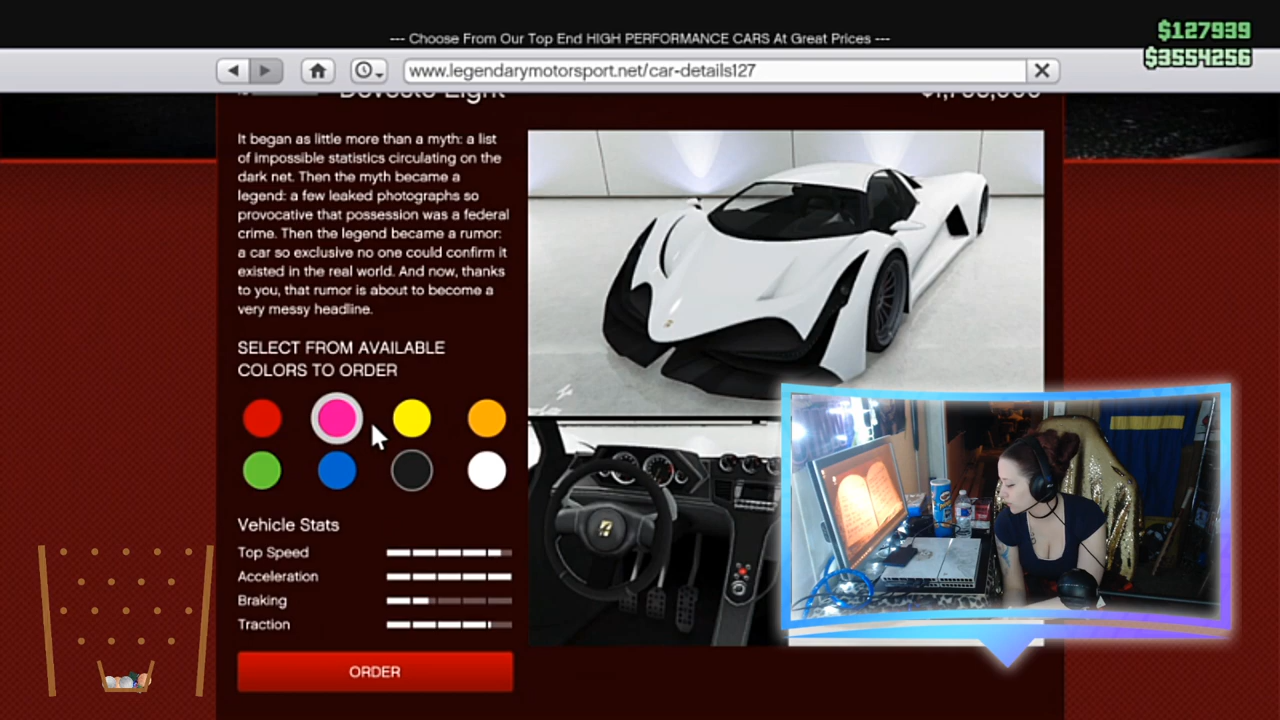 --- Choose From Our Top End HIGH PERFORMANCE CARS At Great Prices ---
$127939
$3554256
www.legendarymotorsport.net/car-details127
Deveste Eight
It began as little more than a myth: a list
of impossible statistics circulating on the
dark net. Then the myth became a
legend: a few leaked photographs so
provocative that possession was a federal
crime. Then the legend became a rumor:
a car so exclusive no one could confirm it
existed in the real world. And now, thanks
to you, that rumor is about to become a
very messy headline.
SELECT FROM AVAILABLE
COLORS TO ORDER
Vehicle Stats
Top Speed
Acceleration
Braking
Traction
ORDER